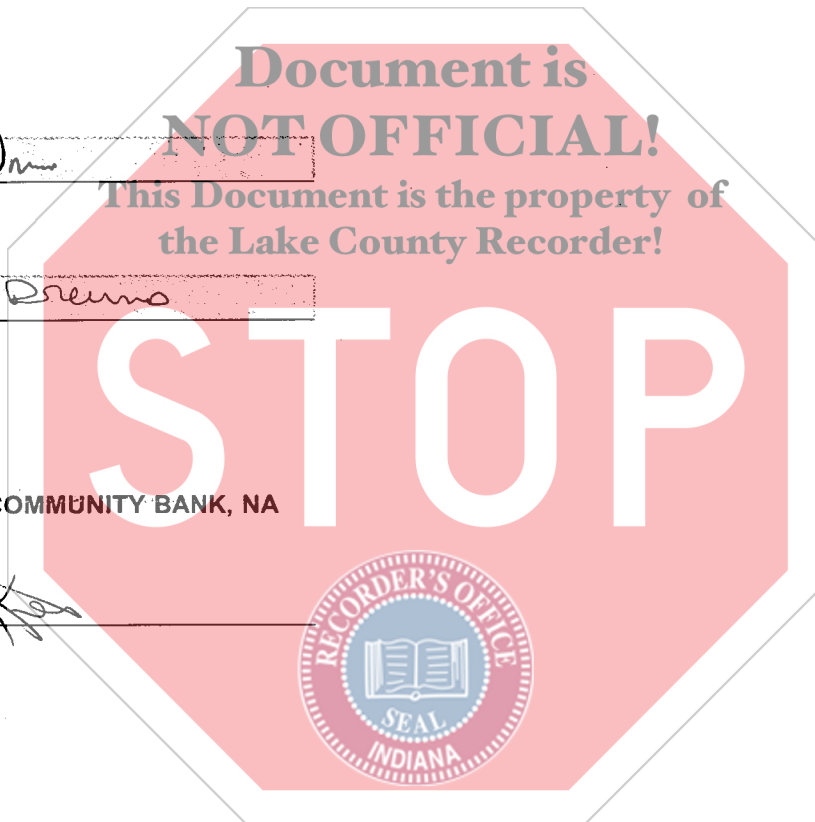 Document is
NOT OFFICIAL!
This Document is the property of
the Lake County Recorder!
STOP
OMMUNITY BANK, NA
RECORDER'S OFFICE
SEAL
INDIANA